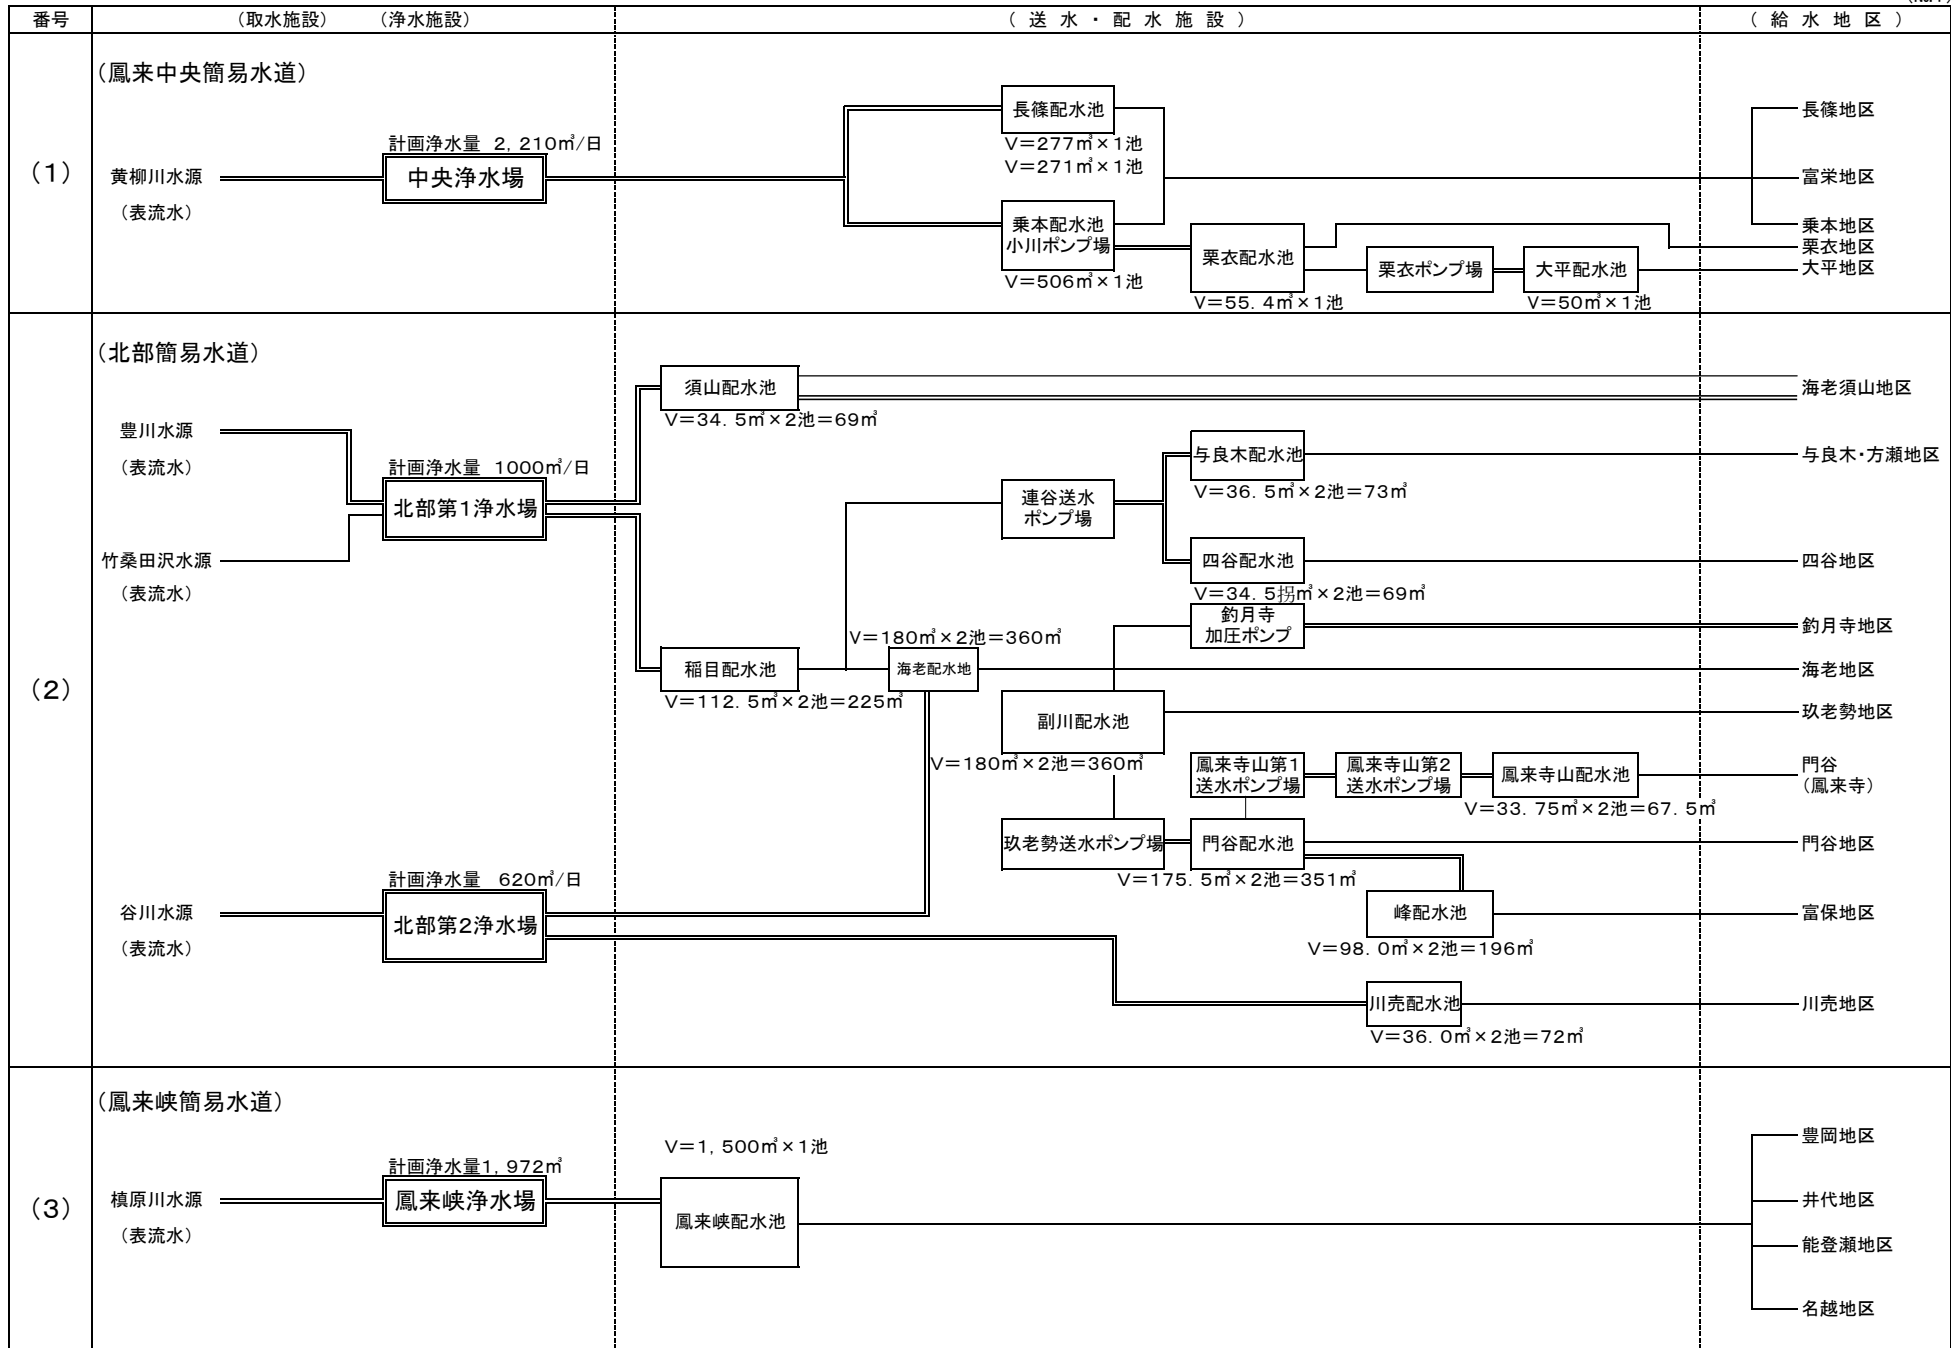 番号
（取水施設）
（浄水施設）
（ 送 水 ・ 配 水 施 設 ）
（ 給 水 地 区 ）
（１）
（鳳来中央簡易水道）
黄柳川水源
（表流水）
計画浄水量　２，２１０㎥/日
中央浄水場
長篠配水池
Ｖ＝２７７㎥×１池
Ｖ＝２７１㎥×１池
乗本配水池
小川ポンプ場
Ｖ＝５０６㎥×１池
栗衣配水池
Ｖ＝５５．４㎥×１池
栗衣ポンプ場
大平配水池
Ｖ＝５０㎥×１池
長篠地区
富栄地区
乗本地区
栗衣地区
大平地区
（２）
（北部簡易水道）
豊川水源
（表流水）
竹桑田沢水源
（表流水）
計画浄水量　１０００㎥/日
北部第１浄水場
須山配水池
Ｖ＝３４．５㎥×２池＝６９㎥
海老須山地区
連谷送水
ポンプ場
与良木配水池
Ｖ＝３６．５㎥×２池＝７３㎥
与良木・方瀬地区
四谷配水池
Ｖ＝３４．５拐㎥×２池＝６９㎥
四谷地区
釣月寺
加圧ポンプ
釣月寺地区
稲目配水池
Ｖ＝１１２．５㎥×２池＝２２５㎥
Ｖ＝１８０㎥×２池＝３６０㎥
海老配水地
海老地区
副川配水池
Ｖ＝１８０㎥×２池＝３６０㎥
玖老勢地区
鳳来寺山第１
送水ポンプ場
鳳来寺山第２
送水ポンプ場
鳳来寺山配水池
Ｖ＝３３．７５㎥×２池＝６７．５㎥
門谷
（鳳来寺）
玖老勢送水ポンプ場
門谷配水池
Ｖ＝１７５．５㎥×２池＝３５１㎥
門谷地区
谷川水源
（表流水）
計画浄水量　６２０㎥/日
北部第２浄水場
峰配水池
Ｖ＝９８．０㎥×２池＝１９６㎥
富保地区
川売配水池
Ｖ＝３６．０㎥×２池＝７２㎥
川売地区
（３）
（鳳来峡簡易水道）
槙原川水源
（表流水）
計画浄水量１，９７２㎥
鳳来峡浄水場
Ｖ＝１，５００㎥×１池
鳳来峡配水池
豊岡地区
井代地区
能登瀬地区
名越地区